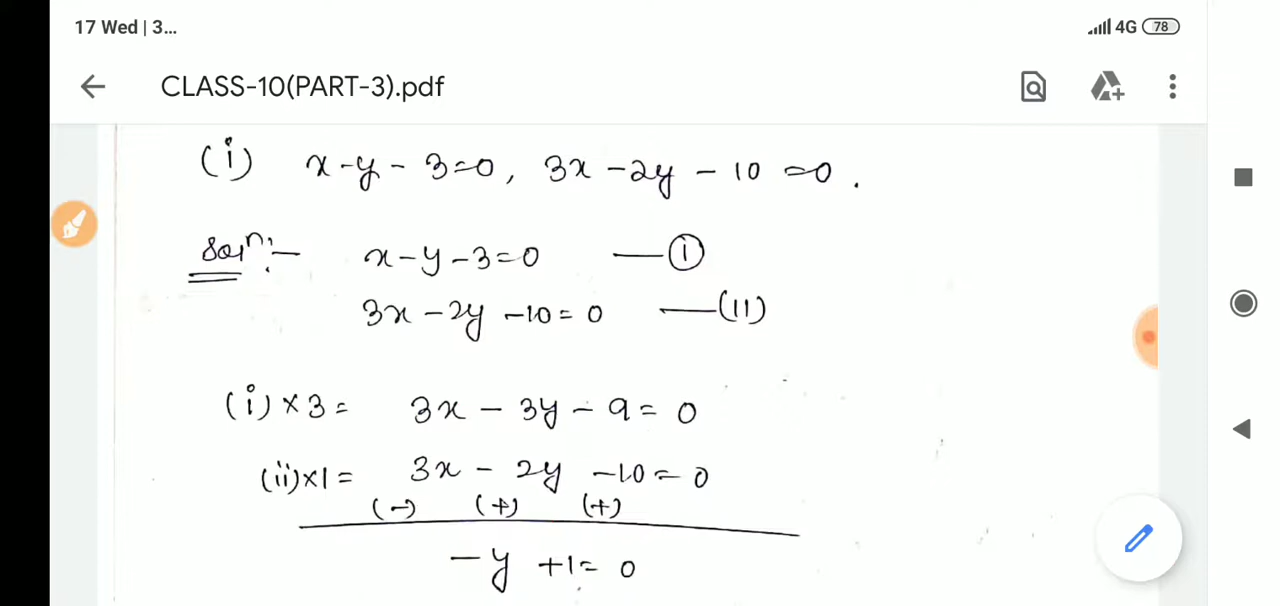 17 Wed | 3...
4G 78
CLASS-10(PART-3).pdf
(i) x-y-3=0, 3x-2y-10=0.
Soln:-
x-y-3=0 —(i)
3x-2y-10=0 —(ii)
(i)×3= 3x-3y-9=0
(ii)×1= 3x-2y-10=0
(-) (+) (+)
-y+1=0